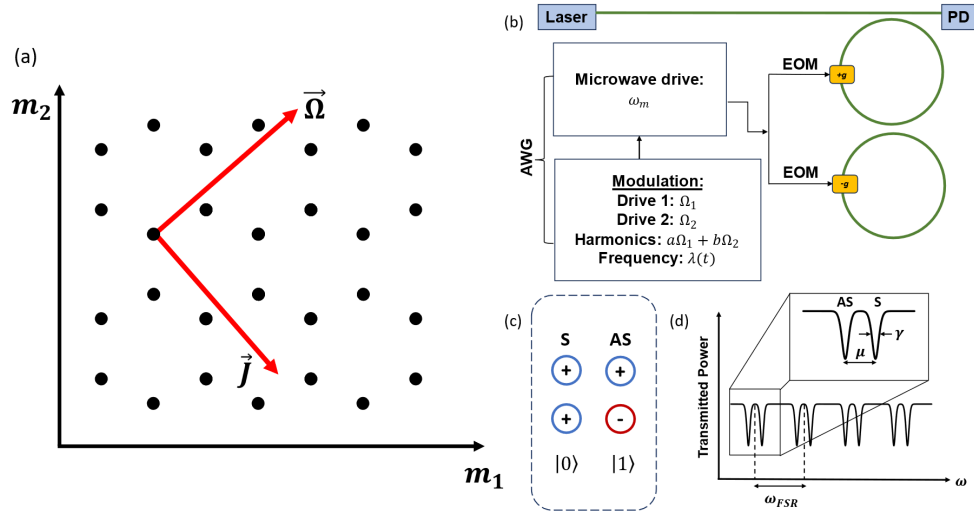 (a)
m₂
Ω⃗
J⃗
m₁
(b)
Laser
PD
Microwave drive:
ωₘ
EOM
+g
AWG
EOM
-g
Modulation:
Drive 1: Ω₁
Drive 2: Ω₂
Harmonics: aΩ₁ + bΩ₂
Frequency: λ(t)
(c)
S AS
+ +
+ -
|0⟩ |1⟩
(d)
AS S
γ
μ
Transmitted Power
ω
ω_FSR